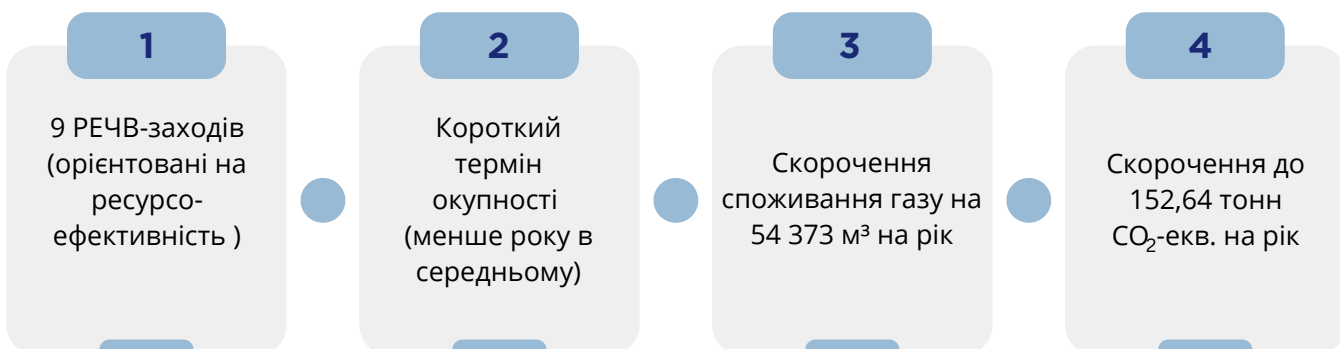 1
9 РЕЧВ-заходів
(орієнтовані на
ресурсо-
ефективність )
2
Короткий
термін
окупності
(менше року в
середньому)
3
Скорочення
споживання газу на
54 373 м³ на рік
4
Скорочення до
152,64 тонн
CO₂-екв. на рік